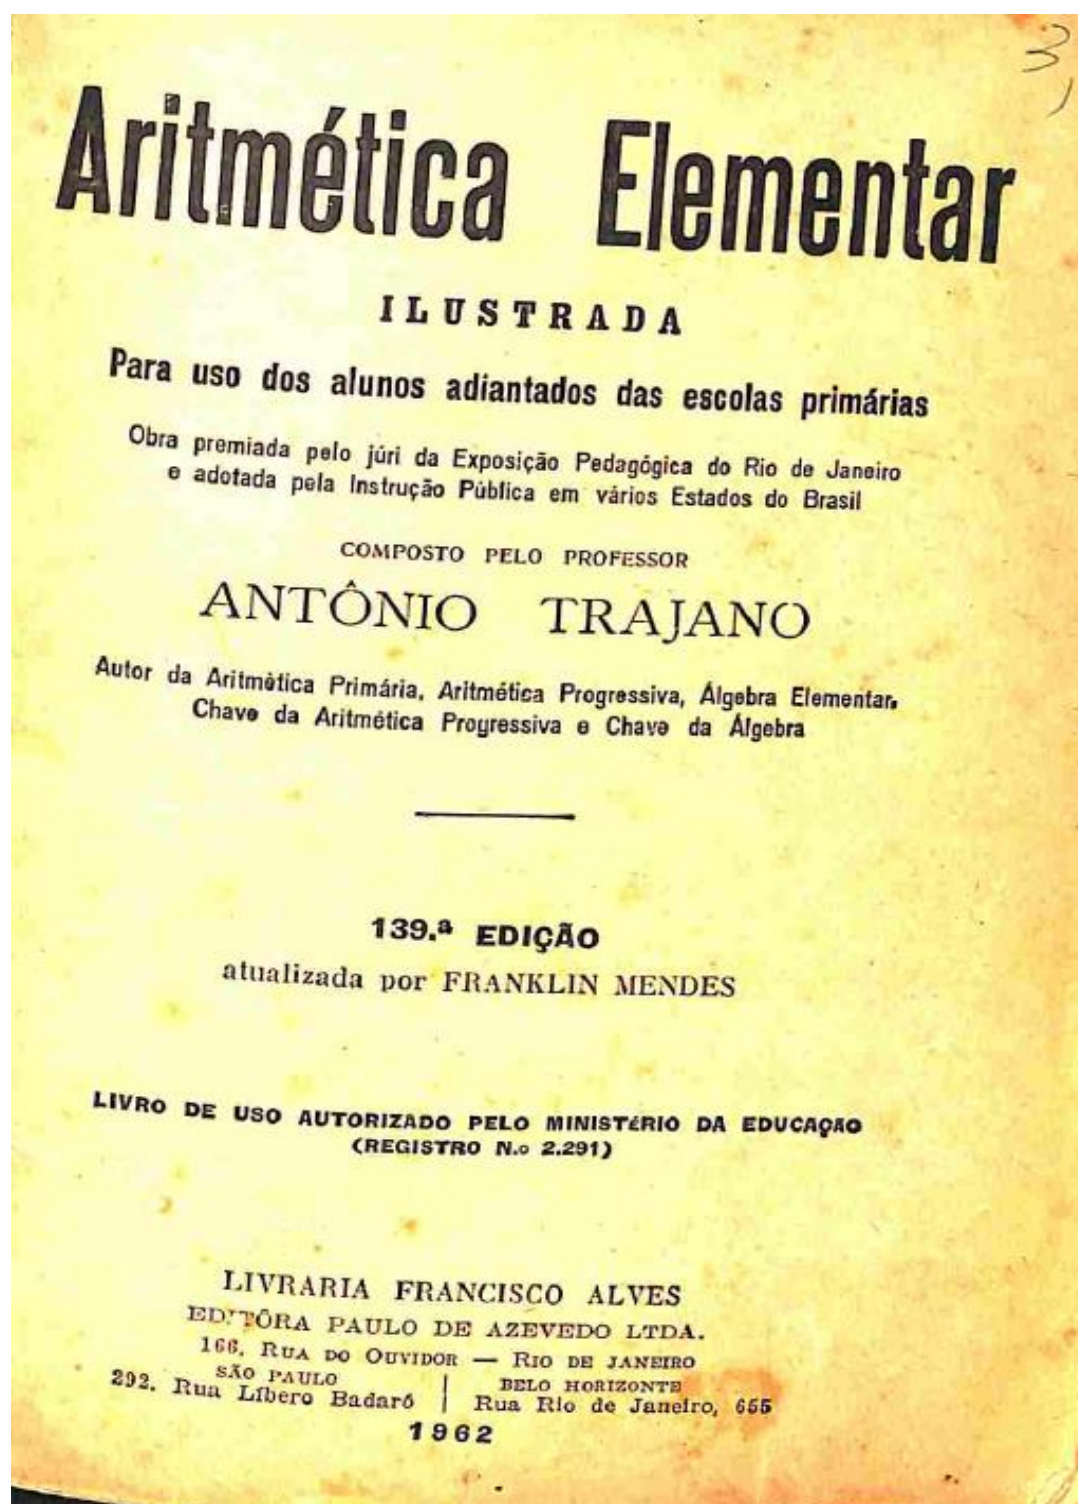 3
Aritmética Elementar
ILUSTRADA
Para uso dos alunos adiantados das escolas primárias
Obra premiada pelo júri da Exposição Pedagógica do Rio de Janeiro
e adotada pela Instrução Pública em vários Estados do Brasil
COMPOSTO PELO PROFESSOR
ANTÔNIO TRAJANO
Autor da Aritmética Primária, Aritmética Progressiva, Álgebra Elementar,
Chave da Aritmética Progressiva e Chave da Álgebra
139.ª EDIÇÃO
atualizada por FRANKLIN MENDES
LIVRO DE USO AUTORIZADO PELO MINISTÉRIO DA EDUCAÇÃO
(REGISTRO N.o 2.291)
LIVRARIA FRANCISCO ALVES
EDITÔRA PAULO DE AZEVEDO LTDA.
166, RUA DO OUVIDOR — RIO DE JANEIRO
SÃO PAULO | BELO HORIZONTE
292, Rua Líbero Badaró | Rua Rio de Janeiro, 655
1962